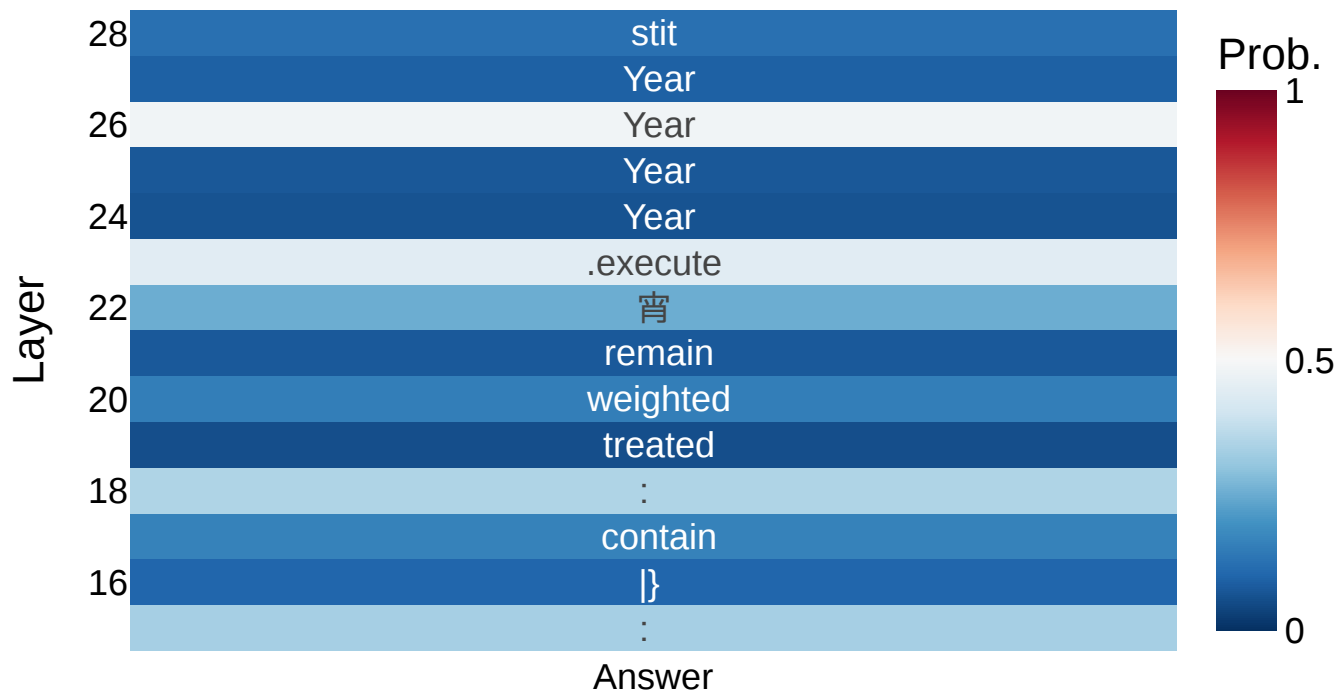 28 stit
Year
26 Year
Year
24 Year
.execute
22 宵
remain
20 weighted
treated
18 :
contain
16 |}
:
Layer
Answer
Prob.
1
0.5
0